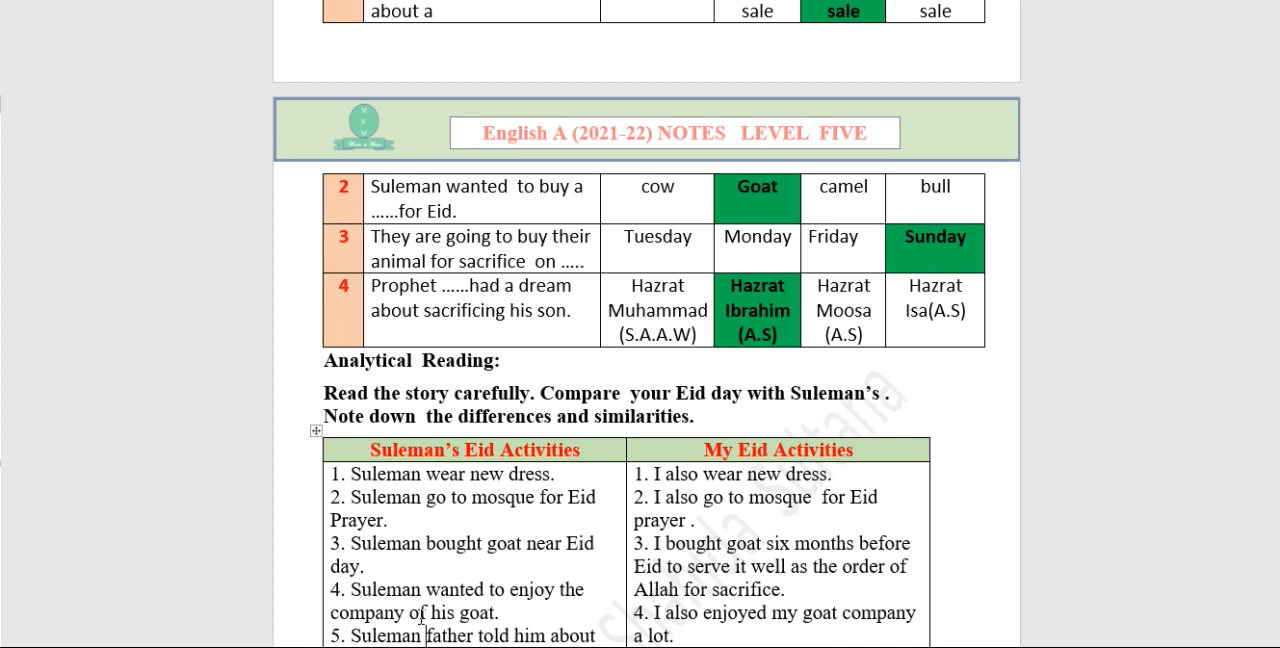 about a sale sale sale
M
K
M
English A (2021-22) NOTES LEVEL FIVE
2 Suleman wanted to buy a cow Goat camel bull
......for Eid.
3 They are going to buy their Tuesday Monday Friday Sunday
animal for sacrifice on .....
4 Prophet ......had a dream Hazrat Hazrat Hazrat Hazrat
about sacrificing his son. Muhammad Ibrahim Moosa Isa(A.S)
(S.A.A.W) (A.S) (A.S)
Analytical Reading:
Read the story carefully. Compare your Eid day with Suleman’s .
Note down the differences and similarities.
Suleman’s Eid Activities
1. Suleman wear new dress.
2. Suleman go to mosque for Eid
Prayer.
3. Suleman bought goat near Eid
day.
4. Suleman wanted to enjoy the
company of his goat.
5. Suleman father told him about
My Eid Activities
1. I also wear new dress.
2. I also go to mosque for Eid
prayer .
3. I bought goat six months before
Eid to serve it well as the order of
Allah for sacrifice.
4. I also enjoyed my goat company
a lot.
Sultana